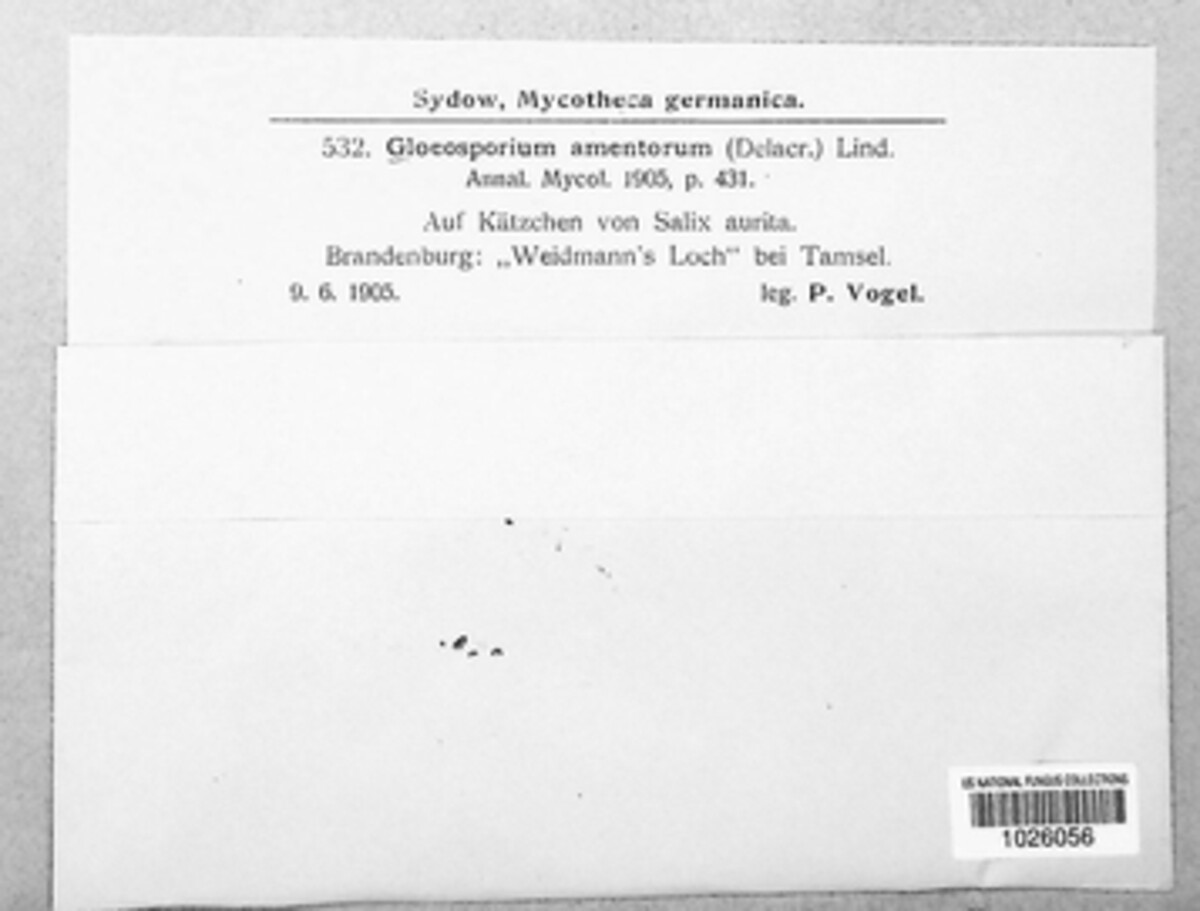 Sydow, Mycotheca germanica.
532. Gloeosporium amentorum (Delacr.) Lind.
Annal. Mycol. 1905, p. 431.
Auf Kätzchen von Salix aurita.
Brandenburg: „Weidmann's Loch“ bei Tamsel.
9. 6. 1905. leg. P. Vogel.
US NATIONAL FUNGUS COLLECTIONS
1026056